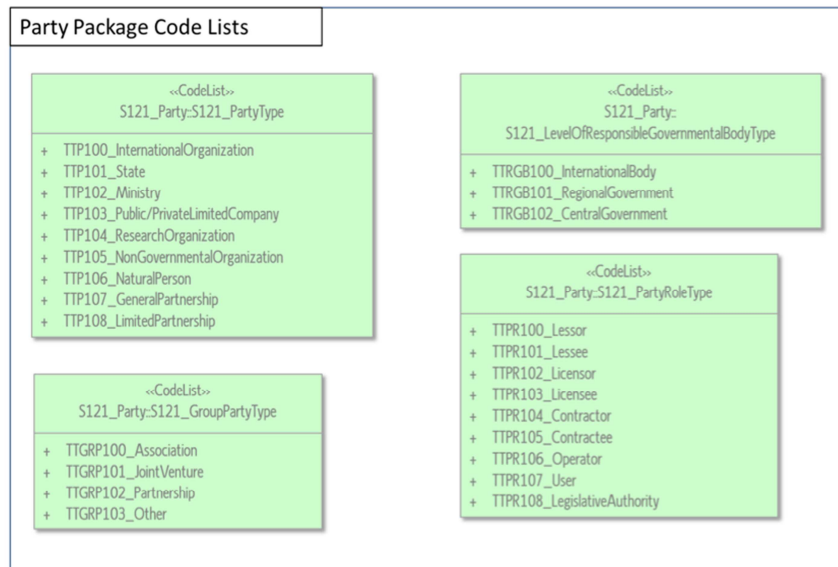 Party Package Code Lists
«CodeList»
S121_Party::S121_PartyType
+ TTP100_InternationalOrganization
+ TTP101_State
+ TTP102_Ministry
+ TTP103_Public/PrivateLimitedCompany
+ TTP104_ResearchOrganization
+ TTP105_NonGovernmentalOrganization
+ TTP106_NaturalPerson
+ TTP107_GeneralPartnership
+ TTP108_LimitedPartnership
«CodeList»
S121_Party::S121_GroupPartyType
+ TTGRP100_Association
+ TTGRP101_JointVenture
+ TTGRP102_Partnership
+ TTGRP103_Other
«CodeList»
S121_Party::
S121_LevelOfResponsibleGovernmentalBodyType
+ TTRGB100_InternationalBody
+ TTRGB101_RegionalGovernment
+ TTRGB102_CentralGovernment
«CodeList»
S121_Party::S121_PartyRoleType
+ TTPR100_Lessor
+ TTPR101_Lessee
+ TTPR102_Licensor
+ TTPR103_Licensee
+ TTPR104_Contractor
+ TTPR105_Contractee
+ TTPR106_Operator
+ TTPR107_User
+ TTPR108_LegislativeAuthority